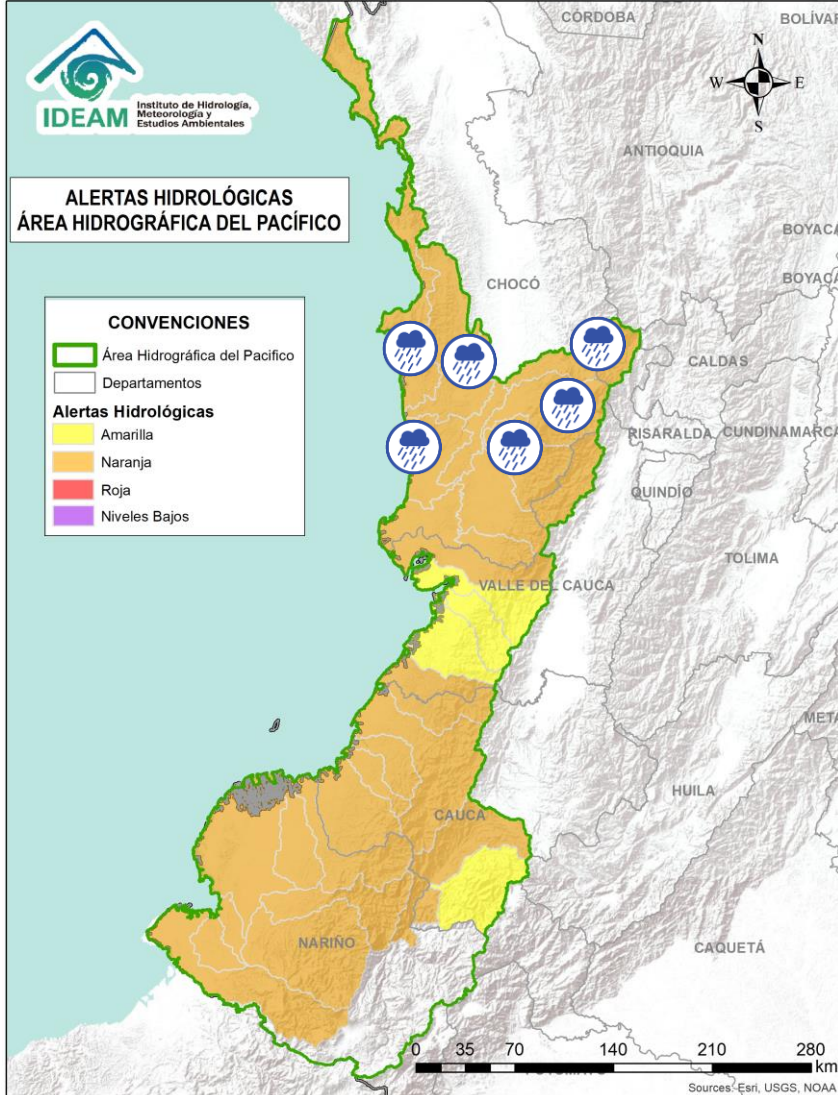 CÓRDOBA
BOLÍVAR
IDEAM
Instituto de Hidrología,
Meteorología y
Estudios Ambientales
N
W
E
S
ANTIOQUIA
ALERTAS HIDROLÓGICAS
ÁREA HIDROGRÁFICA DEL PACÍFICO
BOYACÁ
BOYACÁ
CHOCÓ
CONVENCIONES
Área Hidrográfica del Pacifico
Departamentos
Alertas Hidrológicas
Amarilla
Naranja
Roja
Niveles Bajos
CALDAS
RISARALDA
CUNDINAMARCA
QUINDÍO
TOLIMA
VALLE DEL CAUCA
META
HUILA
CAUCA
NARIÑO
CAQUETÁ
0 35 70 140 210 280
km
Sources: Esri, USGS, NOAA